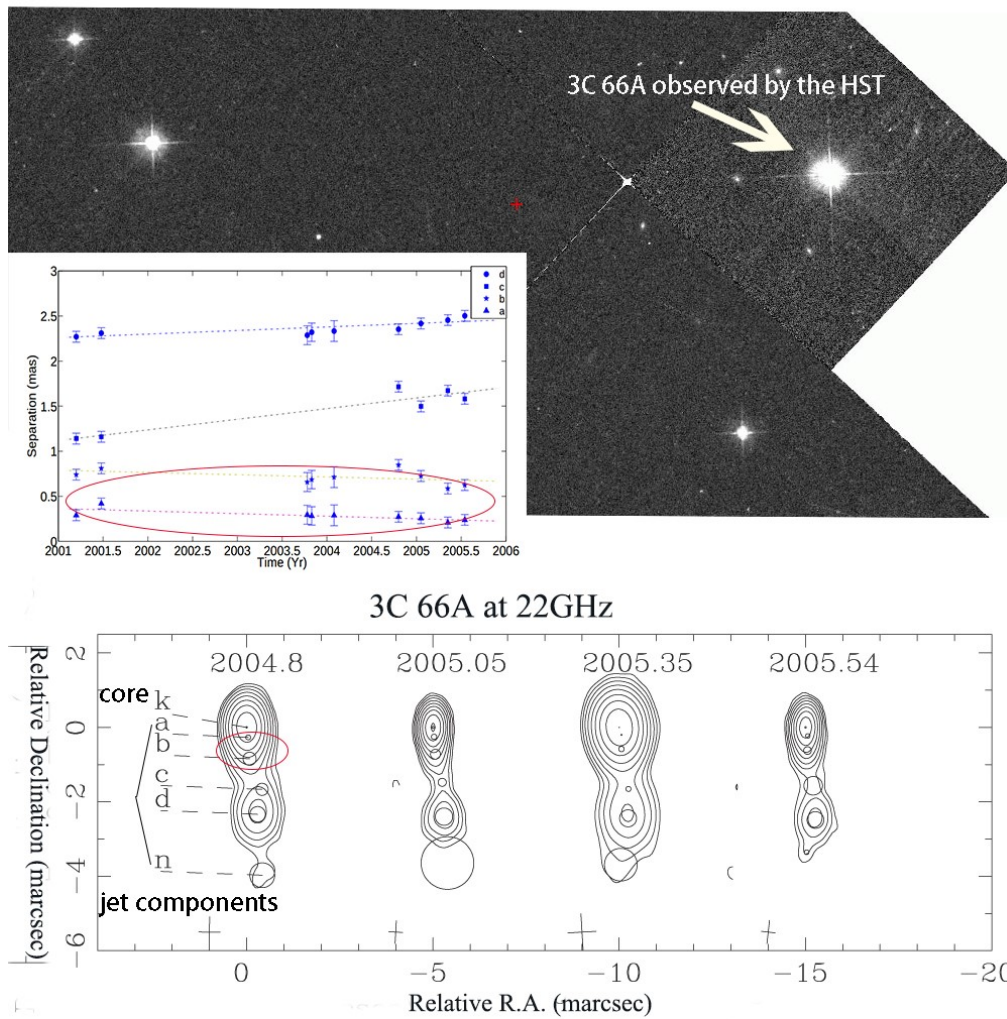 3C 66A observed by the HST
3
2.5
2
1.5
1
0.5
0
Separation (mas)
d
c
b
a
2001 2001.5 2002 2002.5 2003 2003.5 2004 2004.5 2005 2005.5 2006
Time (Yr)
3C 66A at 22GHz
Relative Declination (marcsec)
2
0
-2
-4
-6
2004.8 2005.05 2005.35 2005.54
core
k
a
b
c
d
n
jet components
0 -5 -10 -15 -20
Relative R.A. (marcsec)